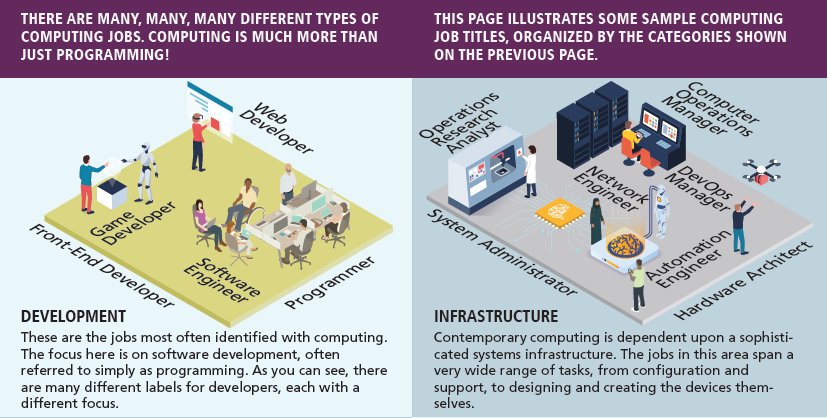 THERE ARE MANY, MANY, MANY DIFFERENT TYPES OF
COMPUTING JOBS. COMPUTING IS MUCH MORE THAN
JUST PROGRAMMING!
Web
Developer
Game
Developer
Front-End Developer
Software
Engineer
Programmer
DEVELOPMENT
These are the jobs most often identified with computing.
The focus here is on software development, often
referred to simply as programming. As you can see, there
are many different labels for developers, each with a
different focus.
THIS PAGE ILLUSTRATES SOME SAMPLE COMPUTING
JOB TITLES, ORGANIZED BY THE CATEGORIES SHOWN
ON THE PREVIOUS PAGE.
Operations
Research
Analyst
Computer
Operations
Manager
Network
Engineer
DevOps
Manager
System Administrator
Automation
Engineer
Hardware Architect
INFRASTRUCTURE
Contemporary computing is dependent upon a sophisti-
cated systems infrastructure. The jobs in this area span a
very wide range of tasks, from configuration and
support, to designing and creating the devices them-
selves.